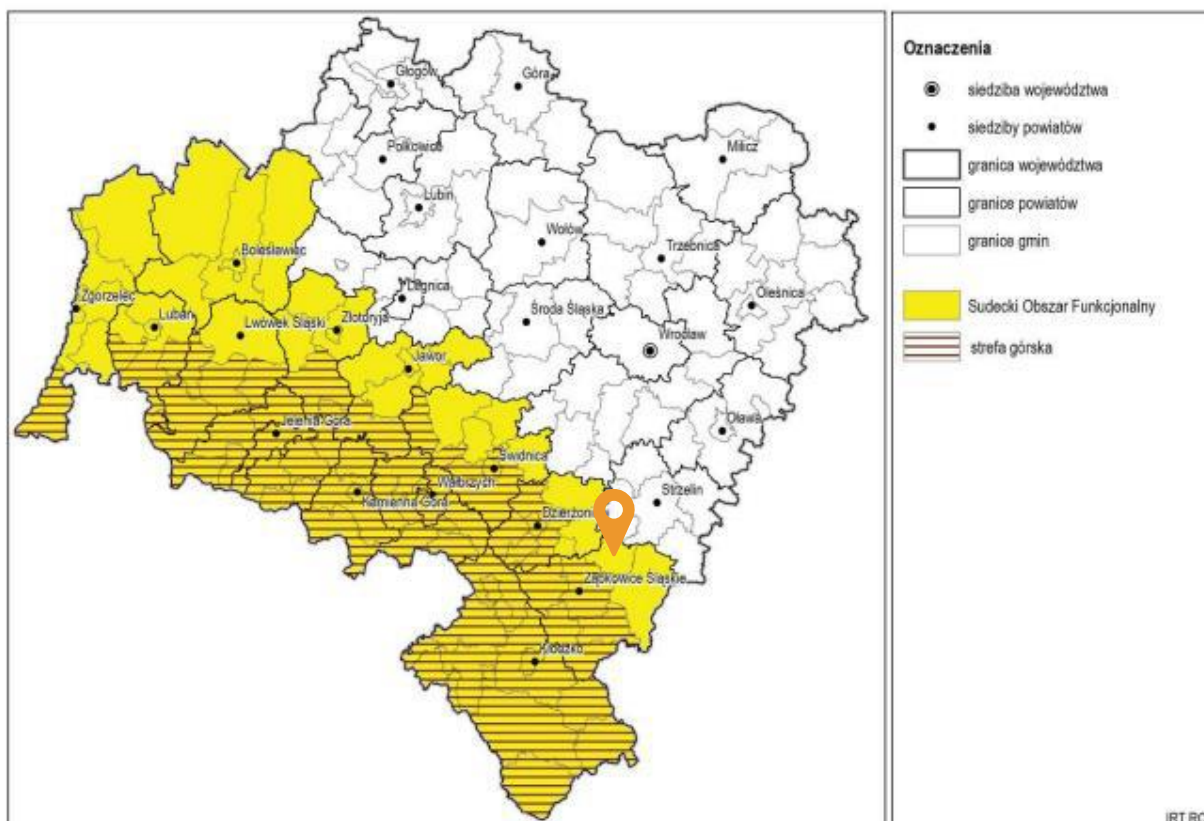 Głogów
Góra
Polkowice
Milicz
Lubin
Wołów
Trzebnica
Bolesławiec
Legnica
Oleśnica
Zgorzelec
Lubań
Lwówek Śląski
Złotoryja
Środa Śląska
Wrocław
Jawor
Jelenia Góra
Oława
Świdnica
Wałbrzych
Kamienna Góra
Strzelin
Ząbkowice Śląskie
Kłodzko
Oznaczenia
siedziba województwa
siedziby powiatów
granica województwa
granice powiatów
granice gmin
Sudecki Obszar Funkcjonalny
strefa górska